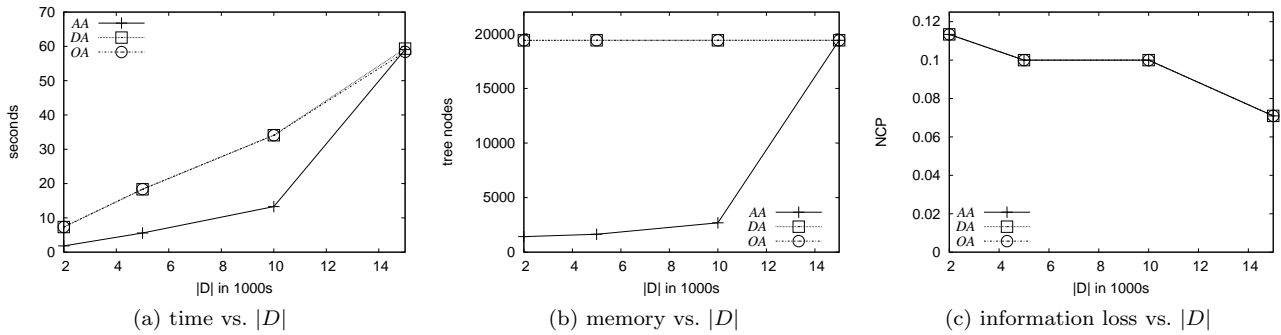 70
60
50
40
30
20
10
0
seconds
AA
DA
OA
2 4 6 8 10 12 14
|D| in 1000s
(a) time vs. |D|
20000
15000
10000
5000
0
tree nodes
AA
DA
OA
2 4 6 8 10 12 14
|D| in 1000s
(b) memory vs. |D|
0.12
0.1
0.08
0.06
0.04
0.02
0
NCP
AA
DA
OA
2 4 6 8 10 12 14
|D| in 1000s
(c) information loss vs. |D|